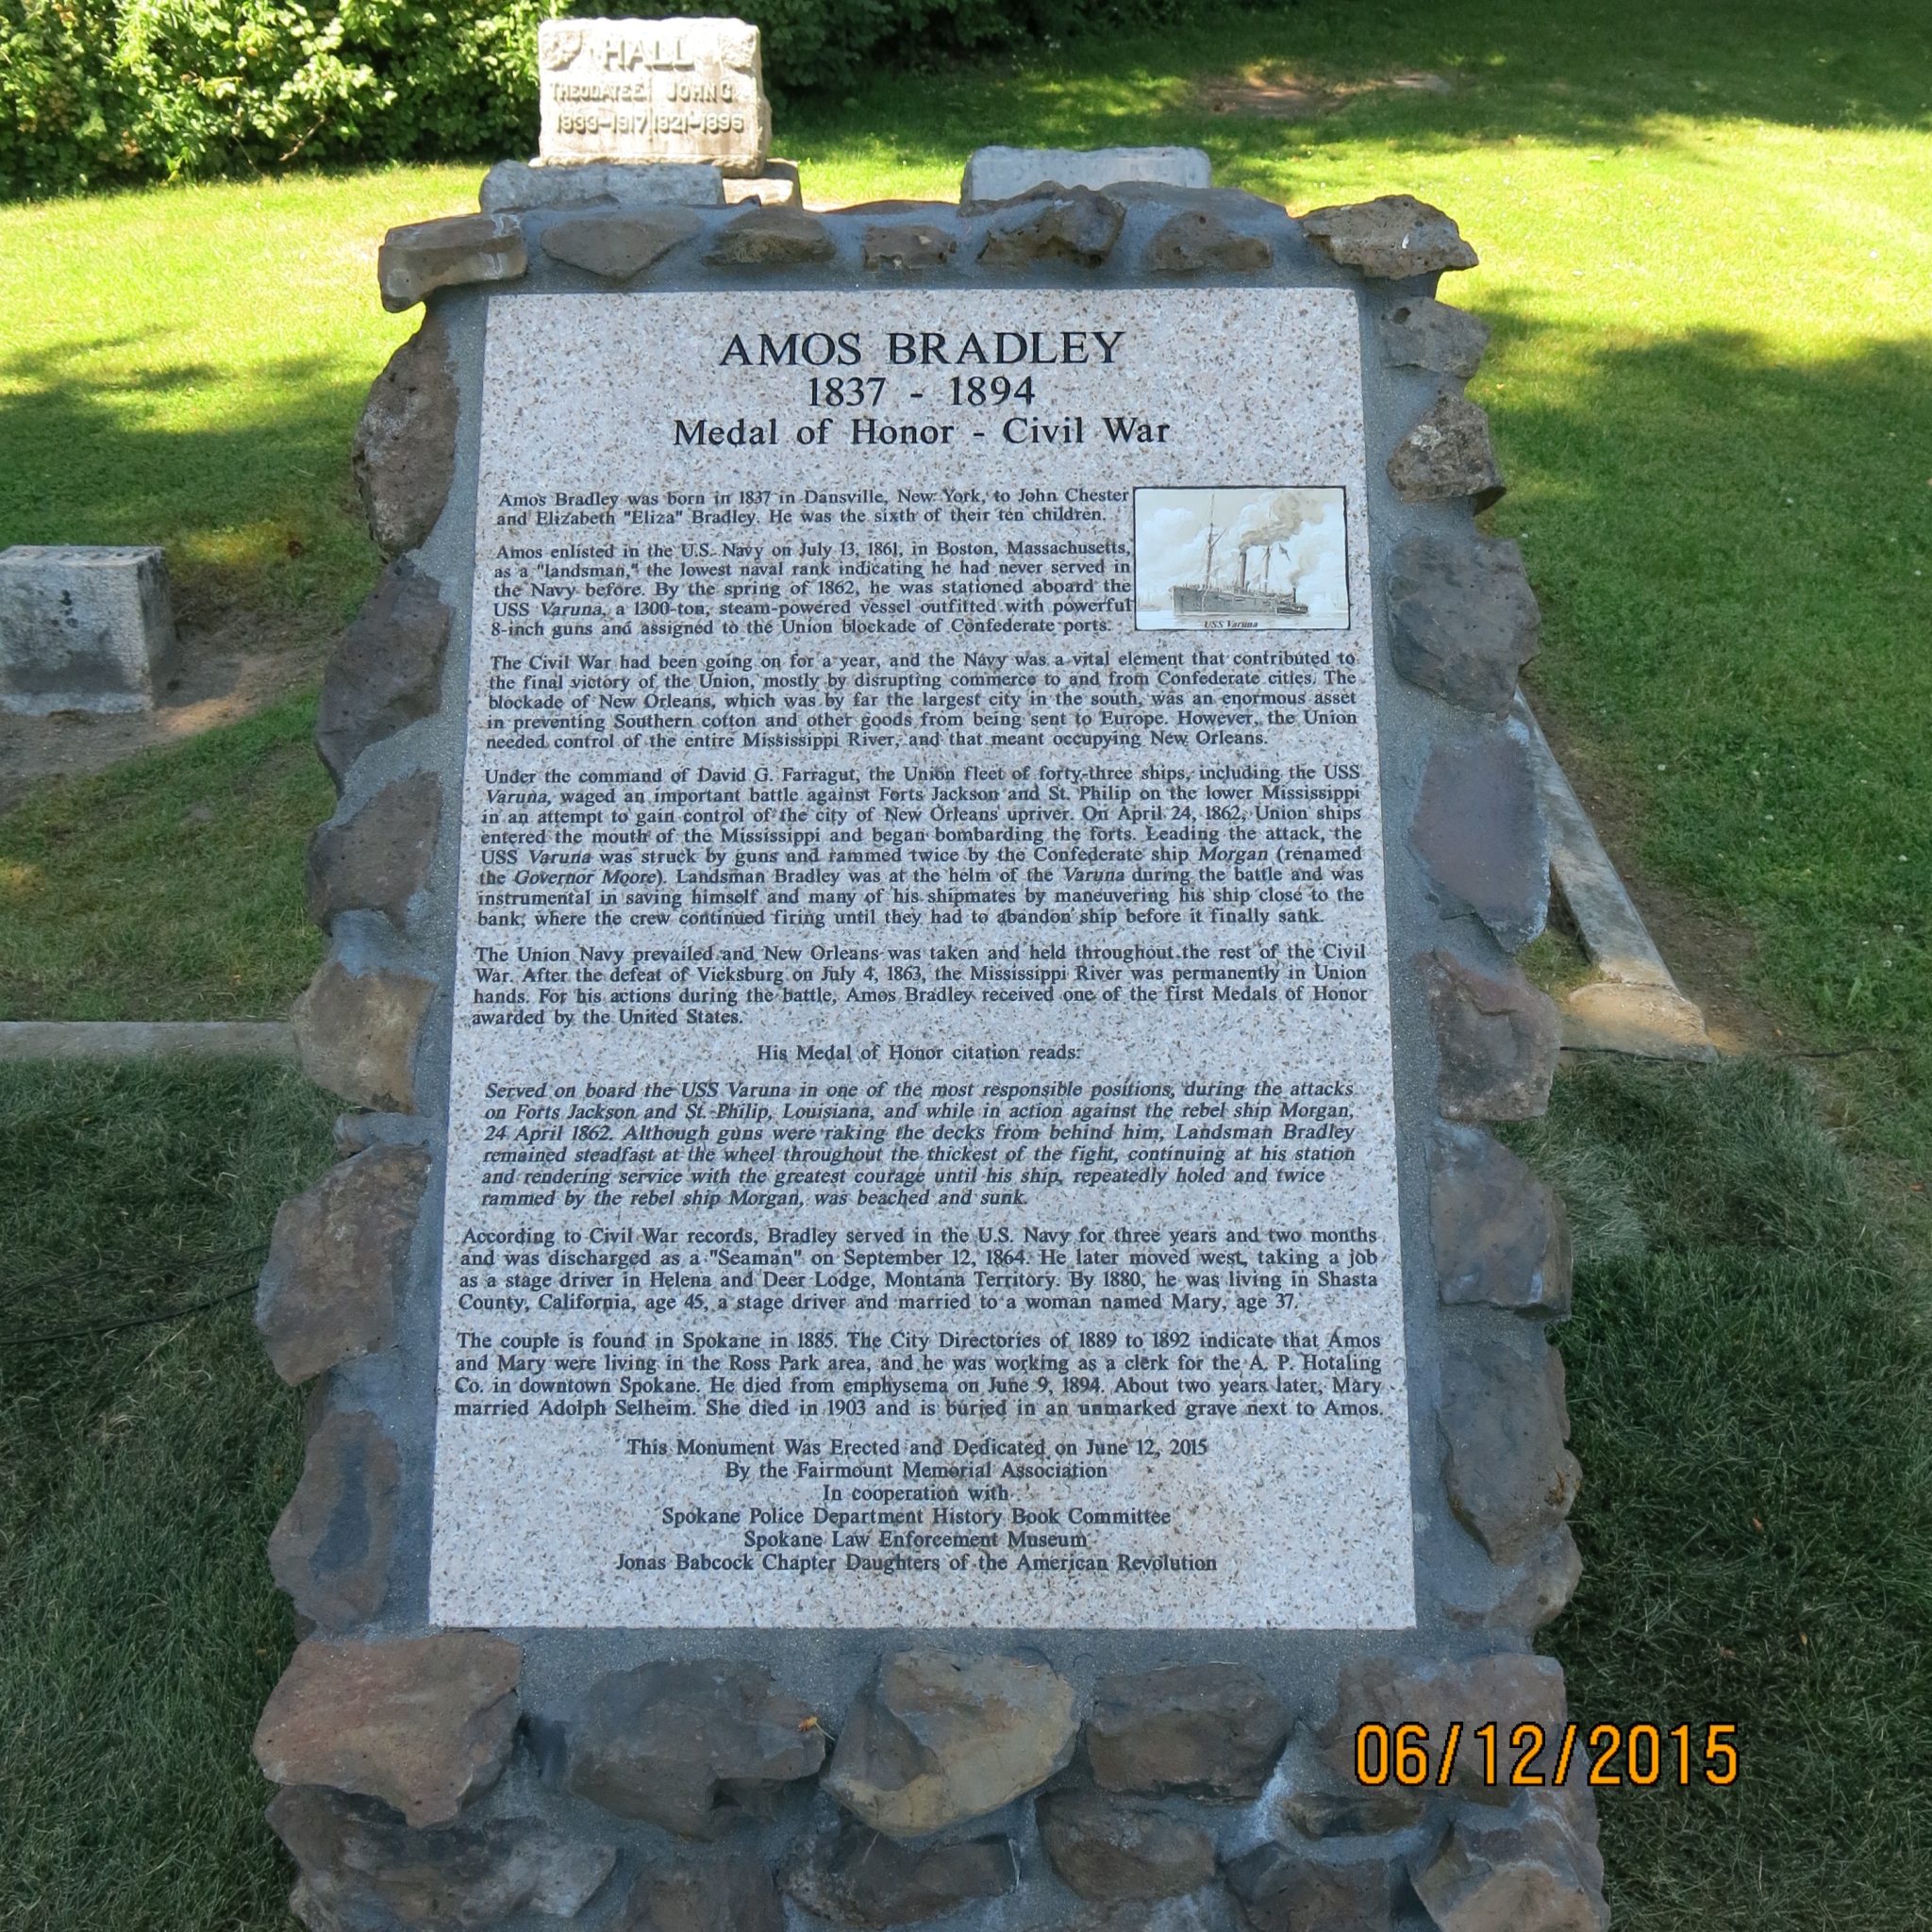 HALL
THEODATE E. JOHN G.
1833-1917 1821-1896
AMOS BRADLEY
1837 - 1894
Medal of Honor - Civil War
Amos Bradley was born in 1837 in Dansville, New York, to John Chester
and Elizabeth "Eliza" Bradley. He was the sixth of their ten children.
Amos enlisted in the U.S. Navy on July 13, 1861, in Boston, Massachusetts,
as a "landsman," the lowest naval rank indicating he had never served in
the Navy before. By the spring of 1862, he was stationed aboard the
USS Varuna, a 1300-ton, steam-powered vessel outfitted with powerful
8-inch guns and assigned to the Union blockade of Confederate ports.
USS Varuna
The Civil War had been going on for a year, and the Navy was a vital element that contributed to
the final victory of the Union, mostly by disrupting commerce to and from Confederate cities. The
blockade of New Orleans, which was by far the largest city in the south, was an enormous asset
in preventing Southern cotton and other goods from being sent to Europe. However, the Union
needed control of the entire Mississippi River, and that meant occupying New Orleans.
Under the command of David G. Farragut, the Union fleet of forty-three ships, including the USS
Varuna, waged an important battle against Forts Jackson and St. Philip on the lower Mississippi
in an attempt to gain control of the city of New Orleans upriver. On April 24, 1862, Union ships
entered the mouth of the Mississippi and began bombarding the forts. Leading the attack, the
USS Varuna was struck by guns and rammed twice by the Confederate ship Morgan (renamed
the Governor Moore). Landsman Bradley was at the helm of the Varuna during the battle and was
instrumental in saving himself and many of his shipmates by maneuvering his ship close to the
bank, where the crew continued firing until they had to abandon ship before it finally sank.
The Union Navy prevailed and New Orleans was taken and held throughout the rest of the Civil
War. After the defeat of Vicksburg on July 4, 1863, the Mississippi River was permanently in Union
hands. For his actions during the battle, Amos Bradley received one of the first Medals of Honor
awarded by the United States.
His Medal of Honor citation reads:
Served on board the USS Varuna in one of the most responsible positions, during the attacks
on Forts Jackson and St. Philip, Louisiana, and while in action against the rebel ship Morgan,
24 April 1862. Although guns were raking the decks from behind him, Landsman Bradley
remained steadfast at the wheel throughout the thickest of the fight, continuing at his station
and rendering service with the greatest courage until his ship, repeatedly holed and twice
rammed by the rebel ship Morgan, was beached and sunk.
According to Civil War records, Bradley served in the U.S. Navy for three years and two months
and was discharged as a "Seaman" on September 12, 1864. He later moved west, taking a job
as a stage driver in Helena and Deer Lodge, Montana Territory. By 1880, he was living in Shasta
County, California, age 45, a stage driver and married to a woman named Mary, age 37.
The couple is found in Spokane in 1885. The City Directories of 1889 to 1892 indicate that Amos
and Mary were living in the Ross Park area, and he was working as a clerk for the A. P. Hotaling
Co. in downtown Spokane. He died from emphysema on June 9, 1894. About two years later, Mary
married Adolph Selheim. She died in 1903 and is buried in an unmarked grave next to Amos.
This Monument Was Erected and Dedicated on June 12, 2015
By the Fairmount Memorial Association
In cooperation with
Spokane Police Department History Book Committee
Spokane Law Enforcement Museum
Jonas Babcock Chapter Daughters of the American Revolution
06/12/2015